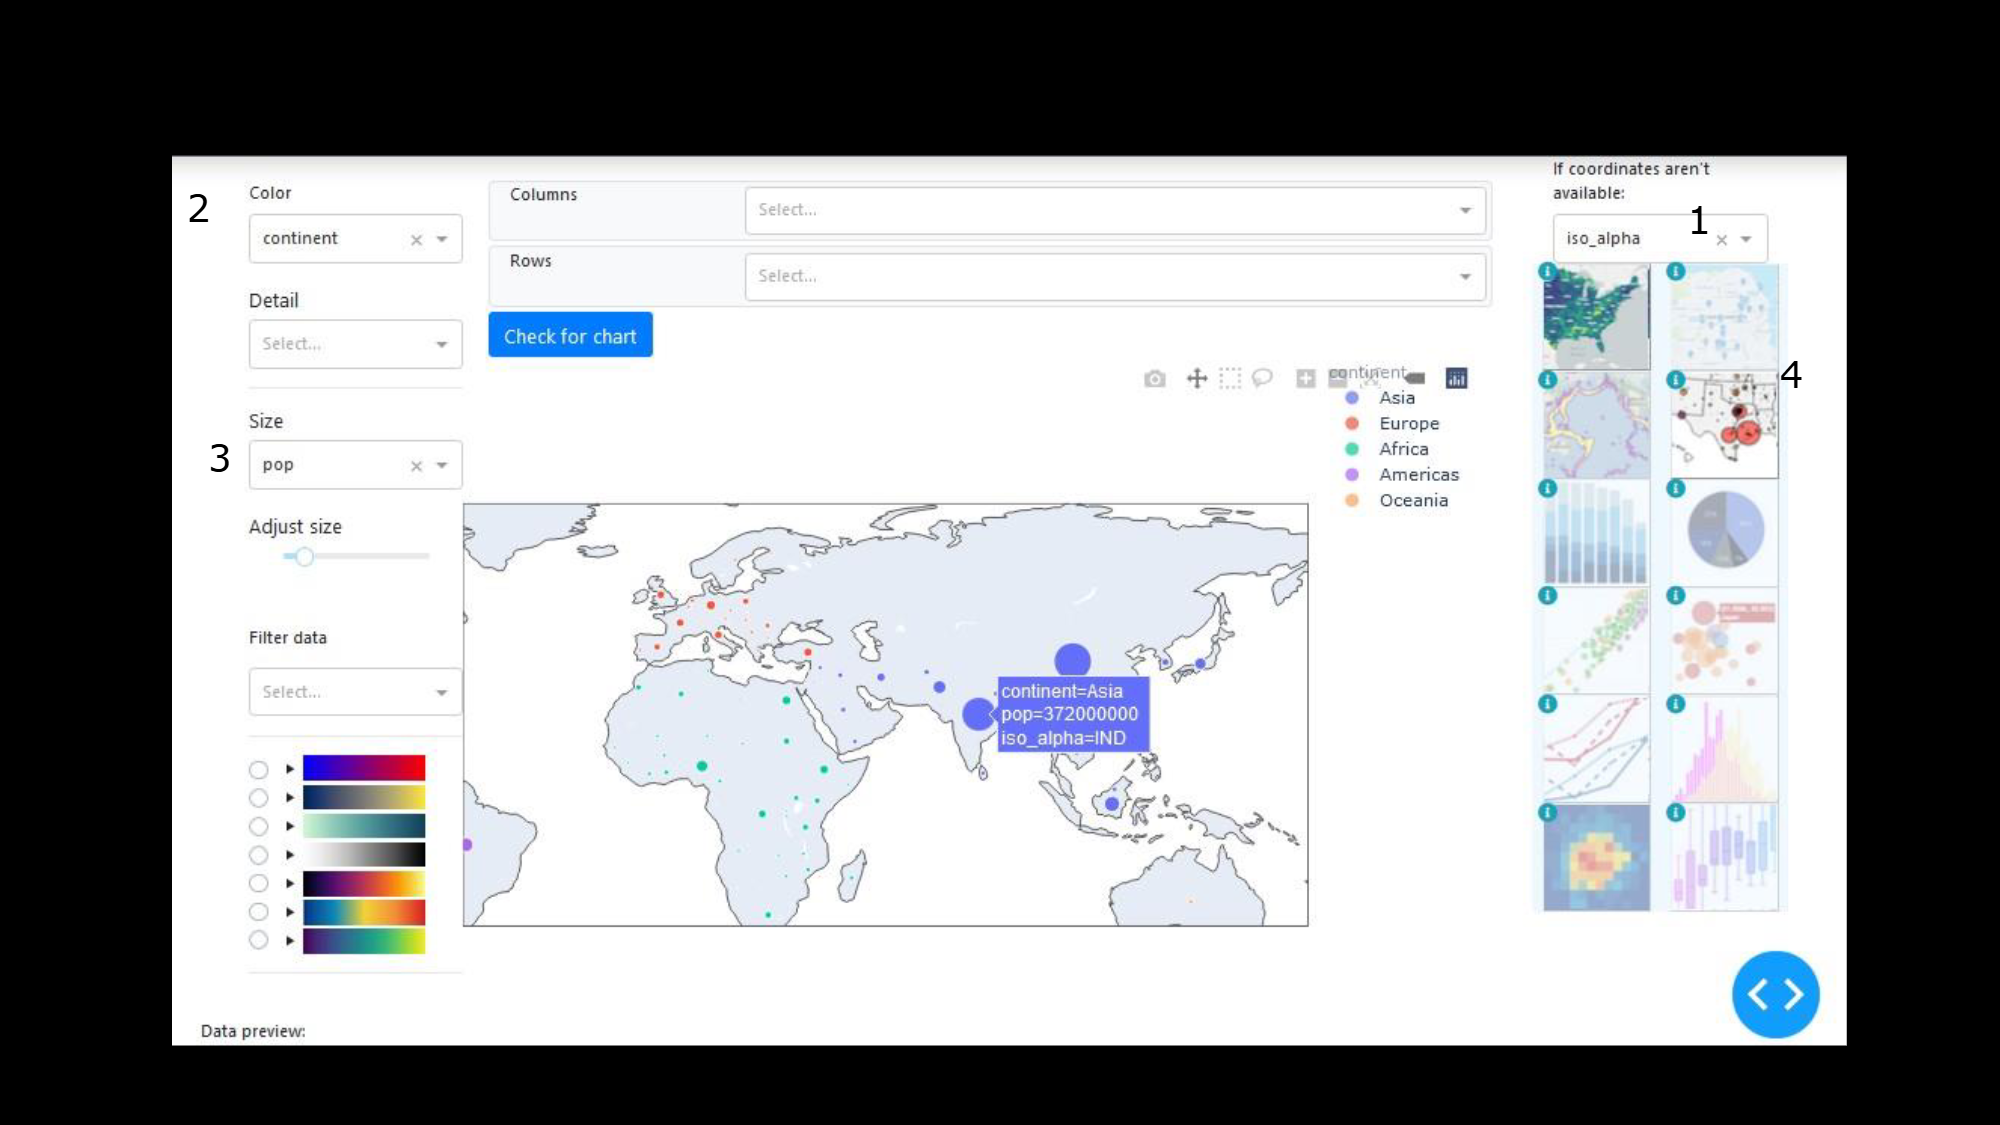 If coordinates aren't
available:
1
iso_alpha
2
Color
continent
Detail
Select...
Size
3
pop
Adjust size
Filter data
Select...
Columns
Select...
Rows
Select...
Check for chart
continent
Asia
Europe
Africa
Americas
Oceania
continent=Asia
pop=372000000
iso_alpha=IND
4
Data preview: